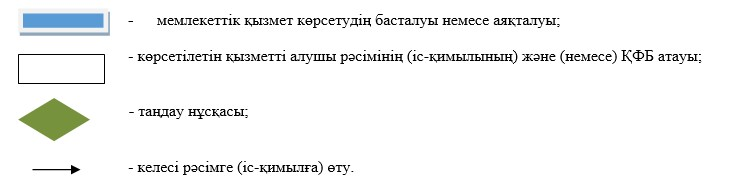 - мемлекеттік қызмет көрсетудің басталуы немесе аяқталуы;
- көрсетілетін қызметті алушы рәсімінің (іс-қимылының) және (немесе) ҚФБ атауы;
- таңдау нұсқасы;
- келесі рәсімге (іс-қимылға) өту.